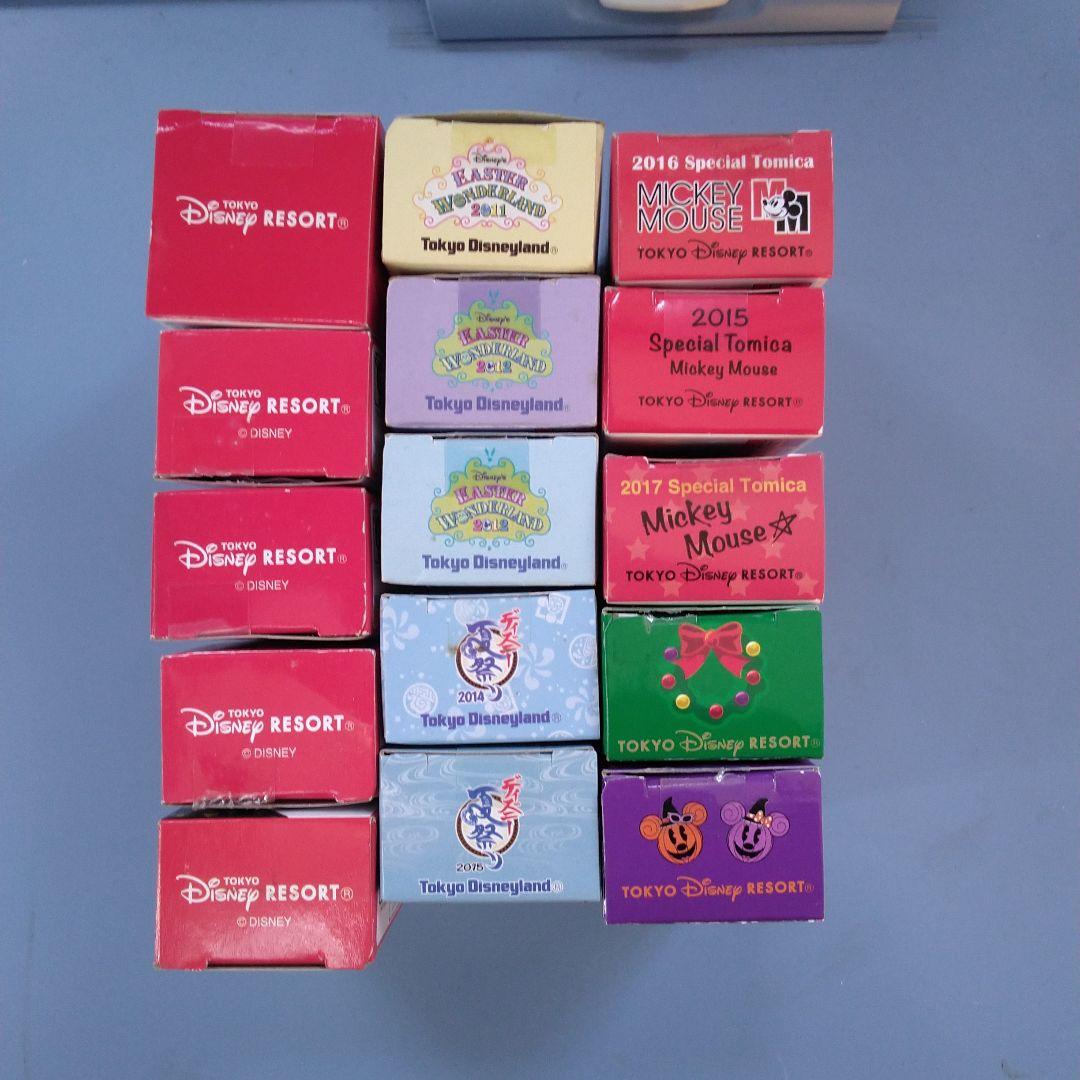 TOKYO
Disney RESORT®
TOKYO
Disney RESORT®
© DISNEY
TOKYO
Disney RESORT®
© DISNEY
TOKYO
Disney RESORT®
© DISNEY
TOKYO
Disney RESORT®
© DISNEY
Disney's
EASTER
WONDERLAND
2011
Tokyo Disneyland®
Disney's
EASTER
WONDERLAND
2012
Tokyo Disneyland®
Disney's
EASTER
WONDERLAND
2012
Tokyo Disneyland®
ディズニー
夏祭
2014
Tokyo Disneyland®
ディズニー
夏祭
2015
Tokyo Disneyland®
2016 Special Tomica
MICKEY
MOUSE
MM
TOKYO Disney RESORT®
2015
Special Tomica
Mickey Mouse
TOKYO Disney RESORT®
2017 Special Tomica
Mickey
Mouse
TOKYO Disney RESORT®
TOKYO Disney RESORT®
TOKYO Disney RESORT®